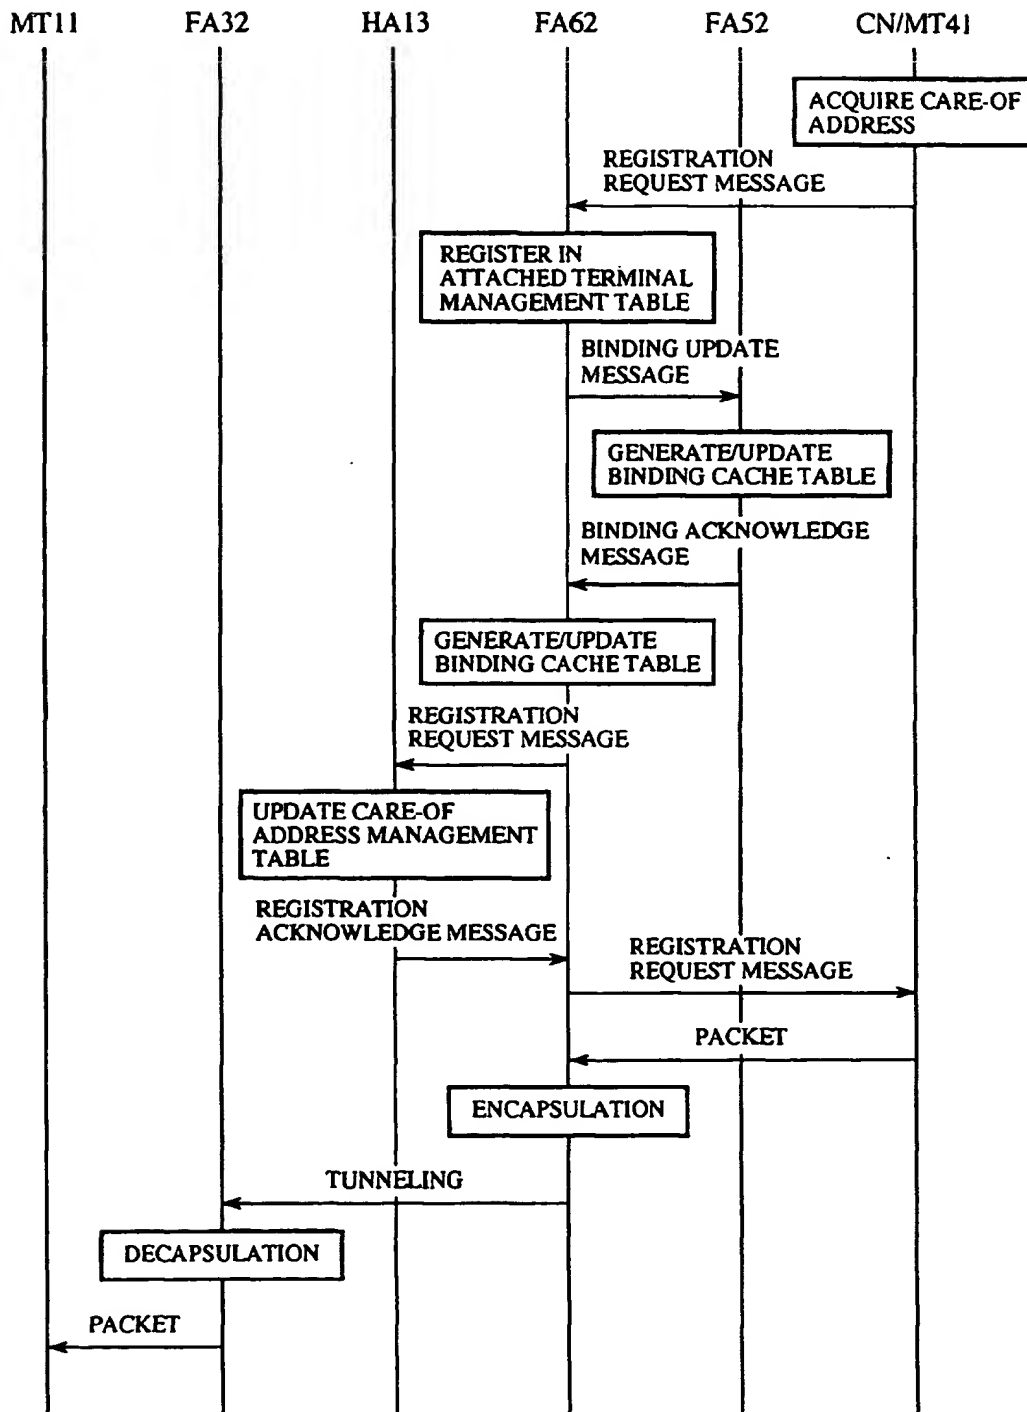 MT11 FA32 HA13 FA62 FA52 CN/MT41
ACQUIRE CARE-OF
ADDRESS
REGISTRATION
REQUEST MESSAGE
REGISTER IN
ATTACHED TERMINAL
MANAGEMENT TABLE
BINDING UPDATE
MESSAGE
GENERATE/UPDATE
BINDING CACHE TABLE
BINDING ACKNOWLEDGE
MESSAGE
GENERATE/UPDATE
BINDING CACHE TABLE
REGISTRATION
REQUEST MESSAGE
UPDATE CARE-OF
ADDRESS MANAGEMENT
TABLE
REGISTRATION
ACKNOWLEDGE MESSAGE
REGISTRATION
REQUEST MESSAGE
PACKET
ENCAPSULATION
TUNNELING
DECAPSULATION
PACKET